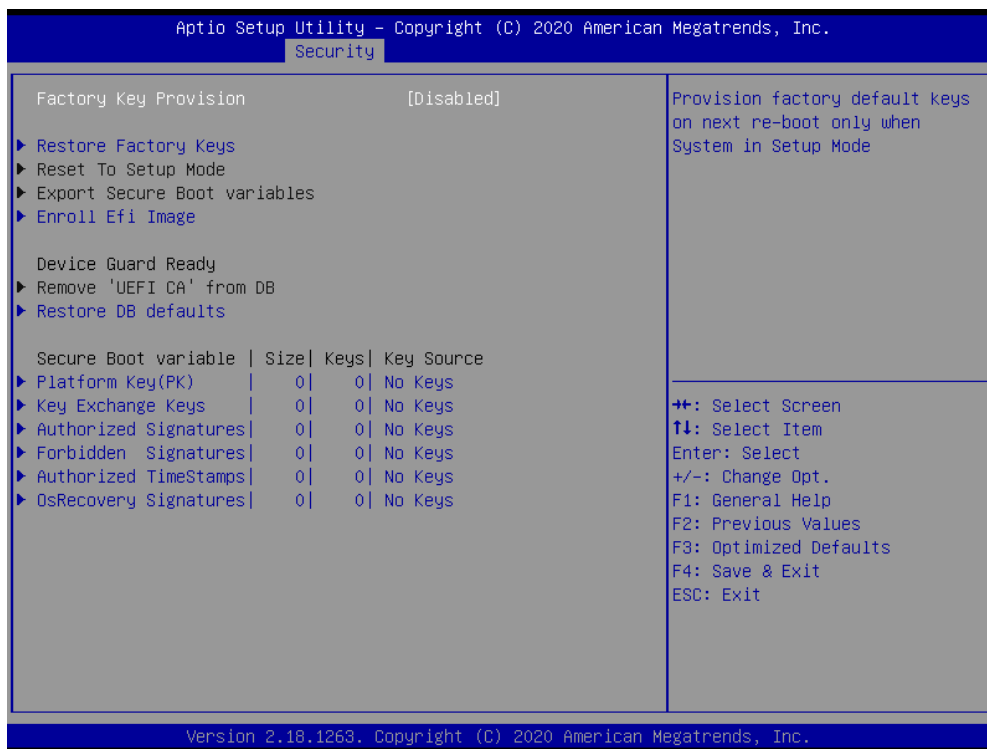 Aptio Setup Utility – Copyright (C) 2020 American Megatrends, Inc.
Security
Factory Key Provision [Disabled]
▶ Restore Factory Keys
▶ Reset To Setup Mode
▶ Export Secure Boot variables
▶ Enroll Efi Image
Device Guard Ready
▶ Remove 'UEFI CA' from DB
▶ Restore DB defaults
Secure Boot variable | Size| Keys| Key Source
▶ Platform Key(PK) | 0| 0| No Keys
▶ Key Exchange Keys | 0| 0| No Keys
▶ Authorized Signatures| 0| 0| No Keys
▶ Forbidden Signatures| 0| 0| No Keys
▶ Authorized TimeStamps| 0| 0| No Keys
▶ OsRecovery Signatures| 0| 0| No Keys
Provision factory default keys
on next re-boot only when
System in Setup Mode
→←: Select Screen
↑↓: Select Item
Enter: Select
+/-: Change Opt.
F1: General Help
F2: Previous Values
F3: Optimized Defaults
F4: Save & Exit
ESC: Exit
Version 2.18.1263. Copyright (C) 2020 American Megatrends, Inc.